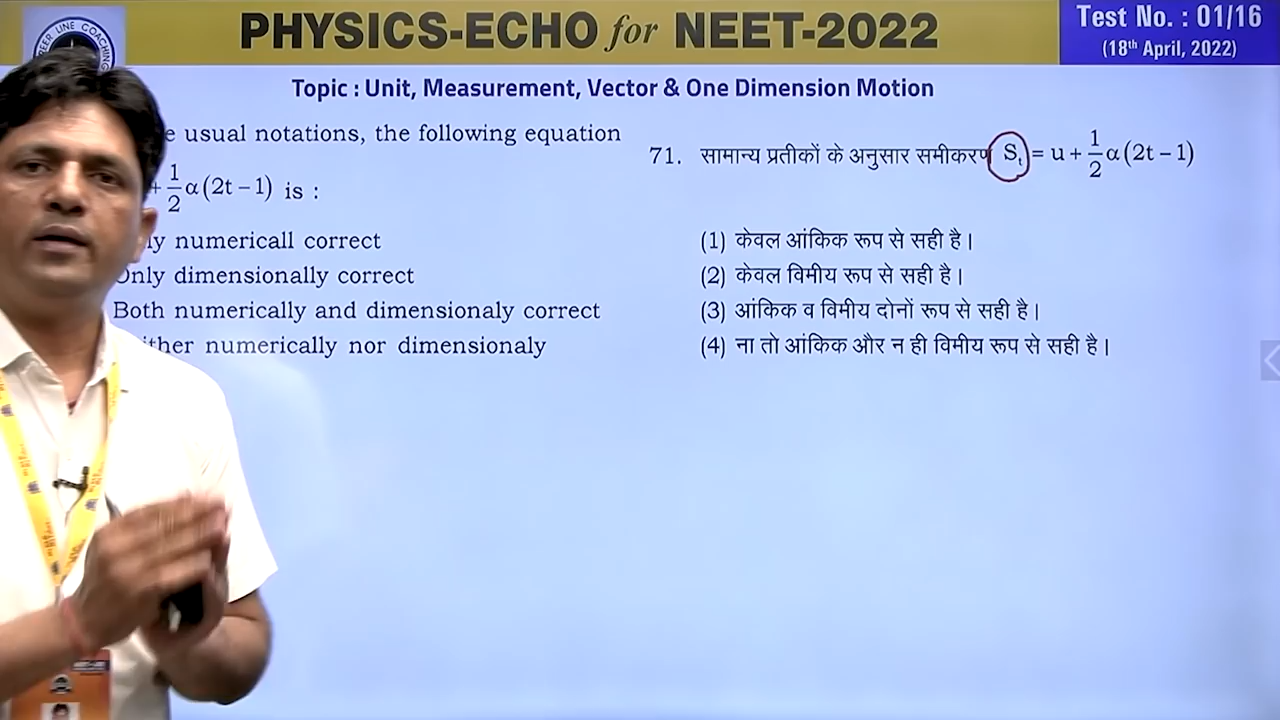 PHYSICS-ECHO for NEET-2022
Test No. : 01/16
(18th April, 2022)
Topic : Unit, Measurement, Vector & One Dimension Motion
usual notations, the following equation
+ 1/2 α(2t – 1) is :
numericall correct
Only dimensionally correct
Both numerically and dimensionaly correct
numerically nor dimensionaly
71. सामान्य प्रतीकों के अनुसार समीकरण St = u + 1/2 α(2t – 1)
(1) केवल आंकिक रूप से सही है।
(2) केवल विमीय रूप से सही है।
(3) आंकिक व विमीय दोनों रूप से सही है।
(4) ना तो आंकिक और न ही विमीय रूप से सही है।